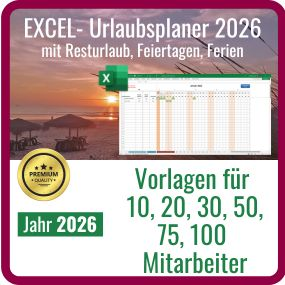 EXCEL- Urlaubsplaner 2026
mit Resturlaub, Feiertagen, Ferien
X
PREMIUM
QUALITY
Jahr 2026
Vorlagen für
10, 20, 30, 50,
75, 100
Mitarbeiter